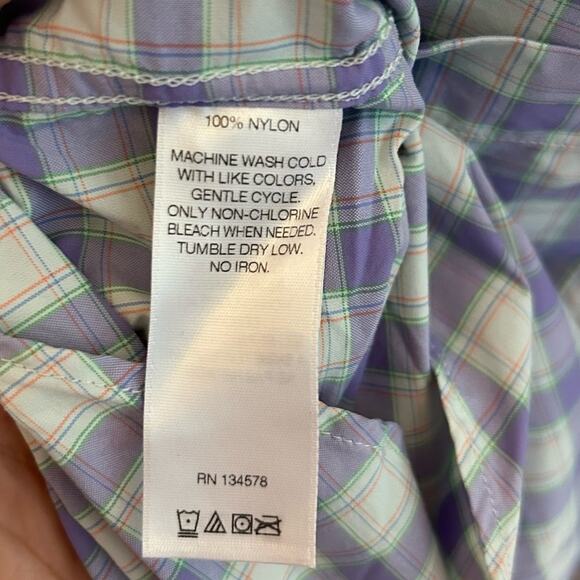 100% NYLON
MACHINE WASH COLD
WITH LIKE COLORS,
GENTLE CYCLE.
ONLY NON-CHLORINE
BLEACH WHEN NEEDED.
TUMBLE DRY LOW.
NO IRON.
RN 134578